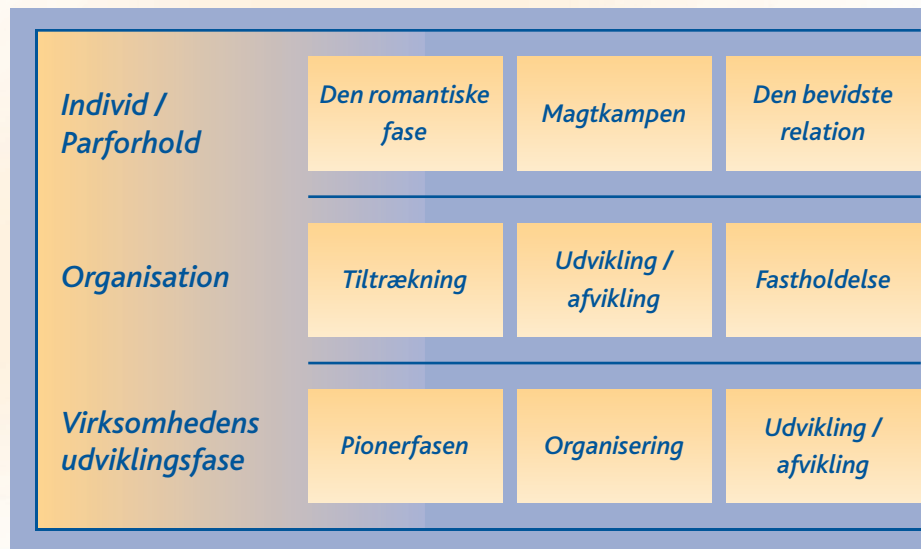 Individ /
Parforhold
Den romantiske
fase
Magtkampen
Den bevidste
relation
Organisation
Tiltrækning
Udvikling /
afvikling
Fastholdelse
Virksomhedens
udviklingsfase
Pionerfasen
Organisering
Udvikling /
afvikling